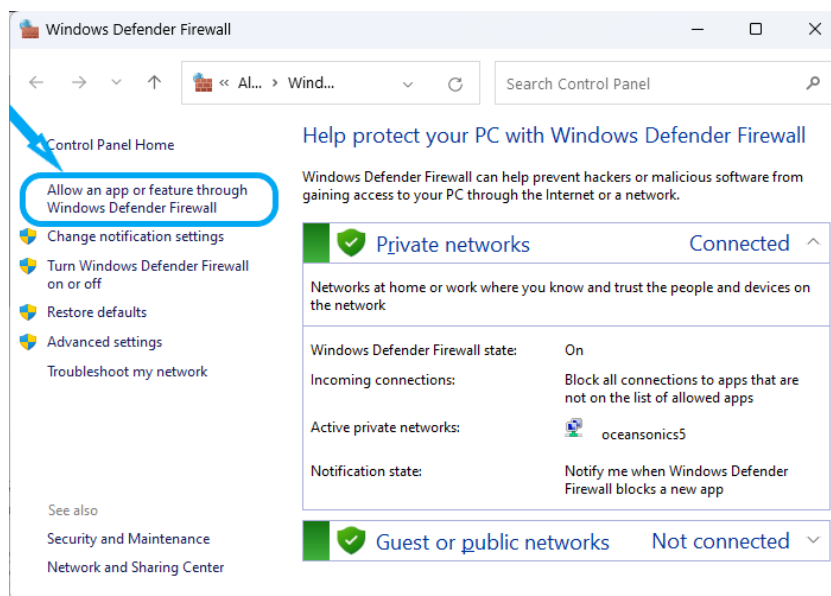 Windows Defender Firewall
« Al... › Wind...
Search Control Panel
Control Panel Home
Allow an app or feature through
Windows Defender Firewall
Change notification settings
Turn Windows Defender Firewall
on or off
Restore defaults
Advanced settings
Troubleshoot my network
See also
Security and Maintenance
Network and Sharing Center
Help protect your PC with Windows Defender Firewall
Windows Defender Firewall can help prevent hackers or malicious software from
gaining access to your PC through the Internet or a network.
Private networks Connected
Networks at home or work where you know and trust the people and devices on
the network
Windows Defender Firewall state: On
Incoming connections: Block all connections to apps that are
not on the list of allowed apps
Active private networks: oceansonics5
Notification state: Notify me when Windows Defender
Firewall blocks a new app
Guest or public networks Not connected